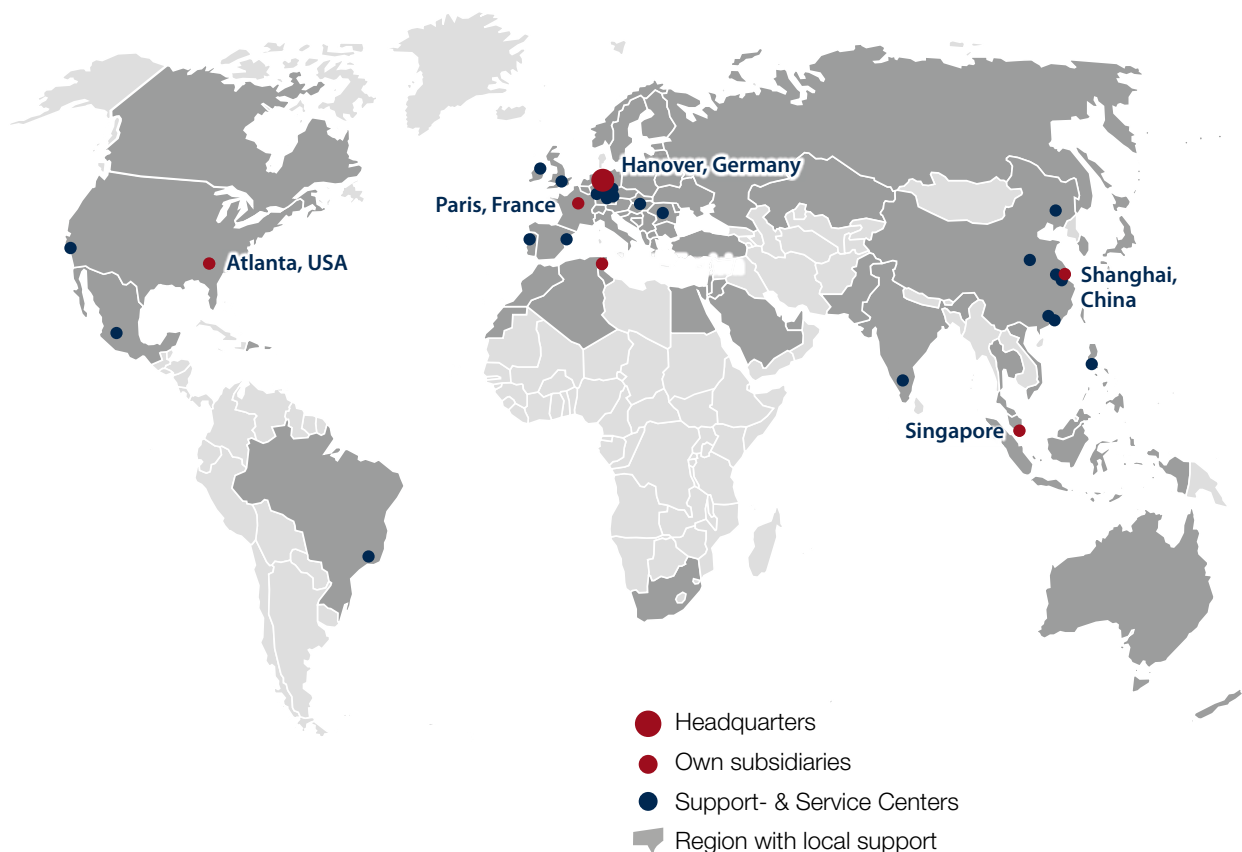 Hanover, Germany
Paris, France
Atlanta, USA
Shanghai,
China
Singapore
Headquarters
Own subsidiaries
Support- & Service Centers
Region with local support